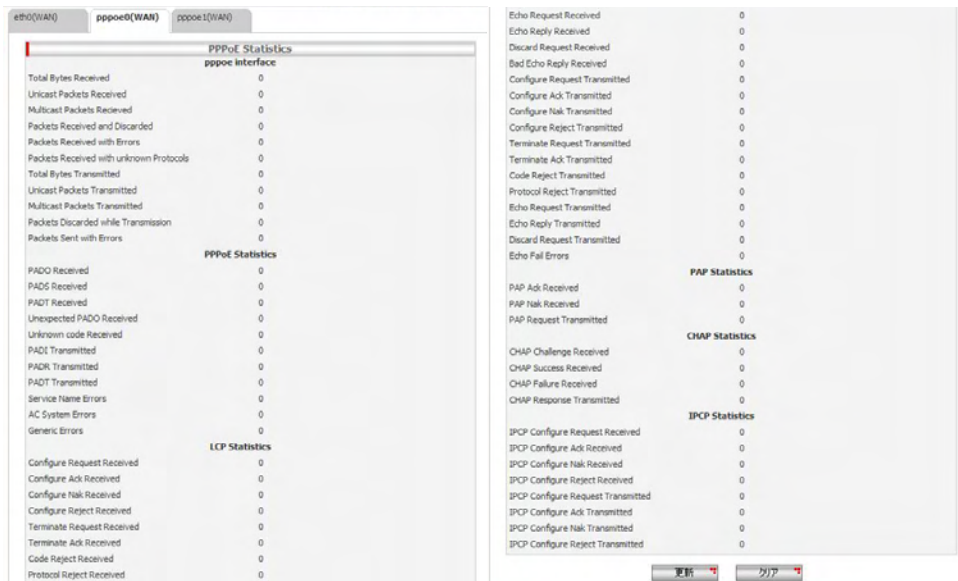 eth0(WAN) pppoe0(WAN) pppoe1(WAN)
PPPoE Statistics
pppoe interface
Total Bytes Received 0
Unicast Packets Received 0
Multicast Packets Recieved 0
Packets Received and Discarded 0
Packets Received with Errors 0
Packets Received with unknown Protocols 0
Total Bytes Transmitted 0
Unicast Packets Transmitted 0
Multicast Packets Transmitted 0
Packets Discarded while Transmission 0
Packets Sent with Errors 0
PPPoE Statistics
PADO Received 0
PADS Received 0
PADT Received 0
Unexpected PADO Received 0
Unknown code Received 0
PADI Transmitted 0
PADR Transmitted 0
PADT Transmitted 0
Service Name Errors 0
AC System Errors 0
Generic Errors 0
LCP Statistics
Configure Request Received 0
Configure Ack Received 0
Configure Nak Received 0
Configure Reject Received 0
Terminate Request Received 0
Terminate Ack Received 0
Code Reject Received 0
Protocol Reject Received 0
Echo Request Received 0
Echo Reply Received 0
Discard Request Received 0
Bad Echo Reply Received 0
Configure Request Transmitted 0
Configure Ack Transmitted 0
Configure Nak Transmitted 0
Configure Reject Transmitted 0
Terminate Request Transmitted 0
Terminate Ack Transmitted 0
Code Reject Transmitted 0
Protocol Reject Transmitted 0
Echo Request Transmitted 0
Echo Reply Transmitted 0
Discard Request Transmitted 0
Echo Fail Errors 0
PAP Statistics
PAP Ack Received 0
PAP Nak Received 0
PAP Request Transmitted 0
CHAP Statistics
CHAP Challenge Received 0
CHAP Success Received 0
CHAP Failure Received 0
CHAP Response Transmitted 0
IPCP Statistics
IPCP Configure Request Received 0
IPCP Configure Ack Received 0
IPCP Configure Nak Received 0
IPCP Configure Reject Received 0
IPCP Configure Request Transmitted 0
IPCP Configure Ack Transmitted 0
IPCP Configure Nak Transmitted 0
IPCP Configure Reject Transmitted 0
更新 クリア